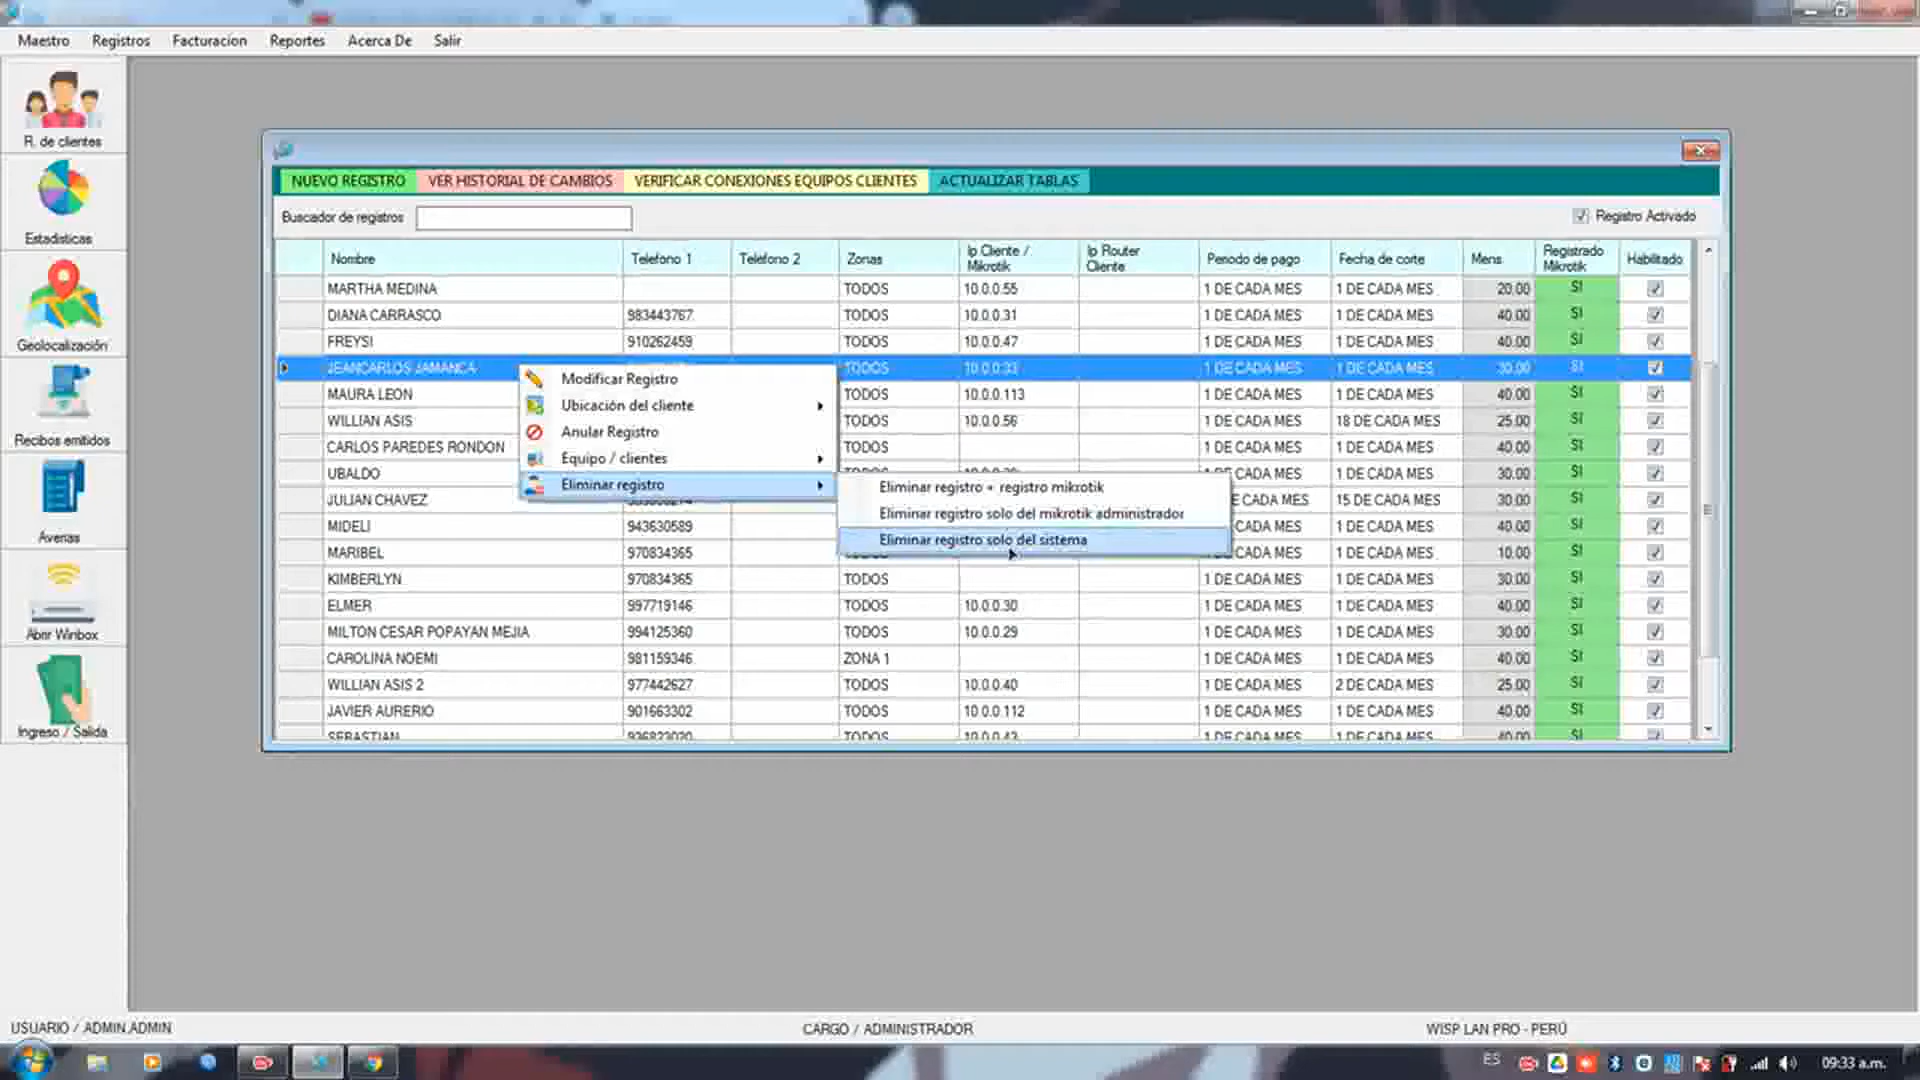 Maestro Registros Facturacion Reportes Acerca De Salir
R. de clientes
Estadisticas
Geolocalización
Recibos emitidos
Averias
Abrir Winbox
Ingreso / Salida
NUEVO REGISTRO VER HISTORIAL DE CAMBIOS VERIFICAR CONEXIONES EQUIPOS CLIENTES ACTUALIZAR TABLAS
Buscador de registros Registro Activado
Nombre Telefono 1 Telefono 2 Zonas Ip Cliente / Mikrotik Ip Router Cliente Periodo de pago Fecha de corte Mens Registrado Mikrotik Habilitado
MARTHA MEDINA TODOS 10.0.0.55 1 DE CADA MES 1 DE CADA MES 20.00 SI
DIANA CARRASCO 983443767 TODOS 10.0.0.31 1 DE CADA MES 1 DE CADA MES 40.00 SI
FREYSI 910262459 TODOS 10.0.0.47 1 DE CADA MES 1 DE CADA MES 40.00 SI
JEANCARLOS JAMANCA TODOS 10.0.0.33 1 DE CADA MES 1 DE CADA MES 30.00 SI
MAURA LEON TODOS 10.0.0.113 1 DE CADA MES 1 DE CADA MES 40.00 SI
WILLIAN ASIS TODOS 10.0.0.56 1 DE CADA MES 18 DE CADA MES 25.00 SI
CARLOS PAREDES RONDON TODOS 1 DE CADA MES 1 DE CADA MES 40.00 SI
UBALDO TODOS 1 DE CADA MES 30.00 SI
JULIAN CHAVEZ E CADA MES 15 DE CADA MES 30.00 SI
MIDELI 943630589 1 DE CADA MES 40.00 SI
MARIBEL 970834365 1 DE CADA MES 10.00 SI
KIMBERLYN 970834365 TODOS 1 DE CADA MES 1 DE CADA MES 30.00 SI
ELMER 997719146 TODOS 10.0.0.30 1 DE CADA MES 1 DE CADA MES 40.00 SI
MILTON CESAR POPAYAN MEJIA 994125360 TODOS 10.0.0.29 1 DE CADA MES 1 DE CADA MES 30.00 SI
CAROLINA NOEMI 981159346 ZONA 1 1 DE CADA MES 1 DE CADA MES 40.00 SI
WILLIAN ASIS 2 977442627 TODOS 10.0.0.40 1 DE CADA MES 2 DE CADA MES 25.00 SI
JAVIER AURERIO 901663302 TODOS 10.0.0.112 1 DE CADA MES 1 DE CADA MES 40.00 SI
SEBASTIAN 936823020 TODOS 10.0.0.43 1 DE CADA MES 1 DE CADA MES 40.00 SI
Modificar Registro
Ubicación del cliente
Anular Registro
Equipo / clientes
Eliminar registro
Eliminar registro + registro mikrotik
Eliminar registro solo del mikrotik administrador
Eliminar registro solo del sistema
USUARIO / ADMIN,ADMIN CARGO / ADMINISTRADOR WISP LAN PRO - PERÚ
ES 09:33 a.m.